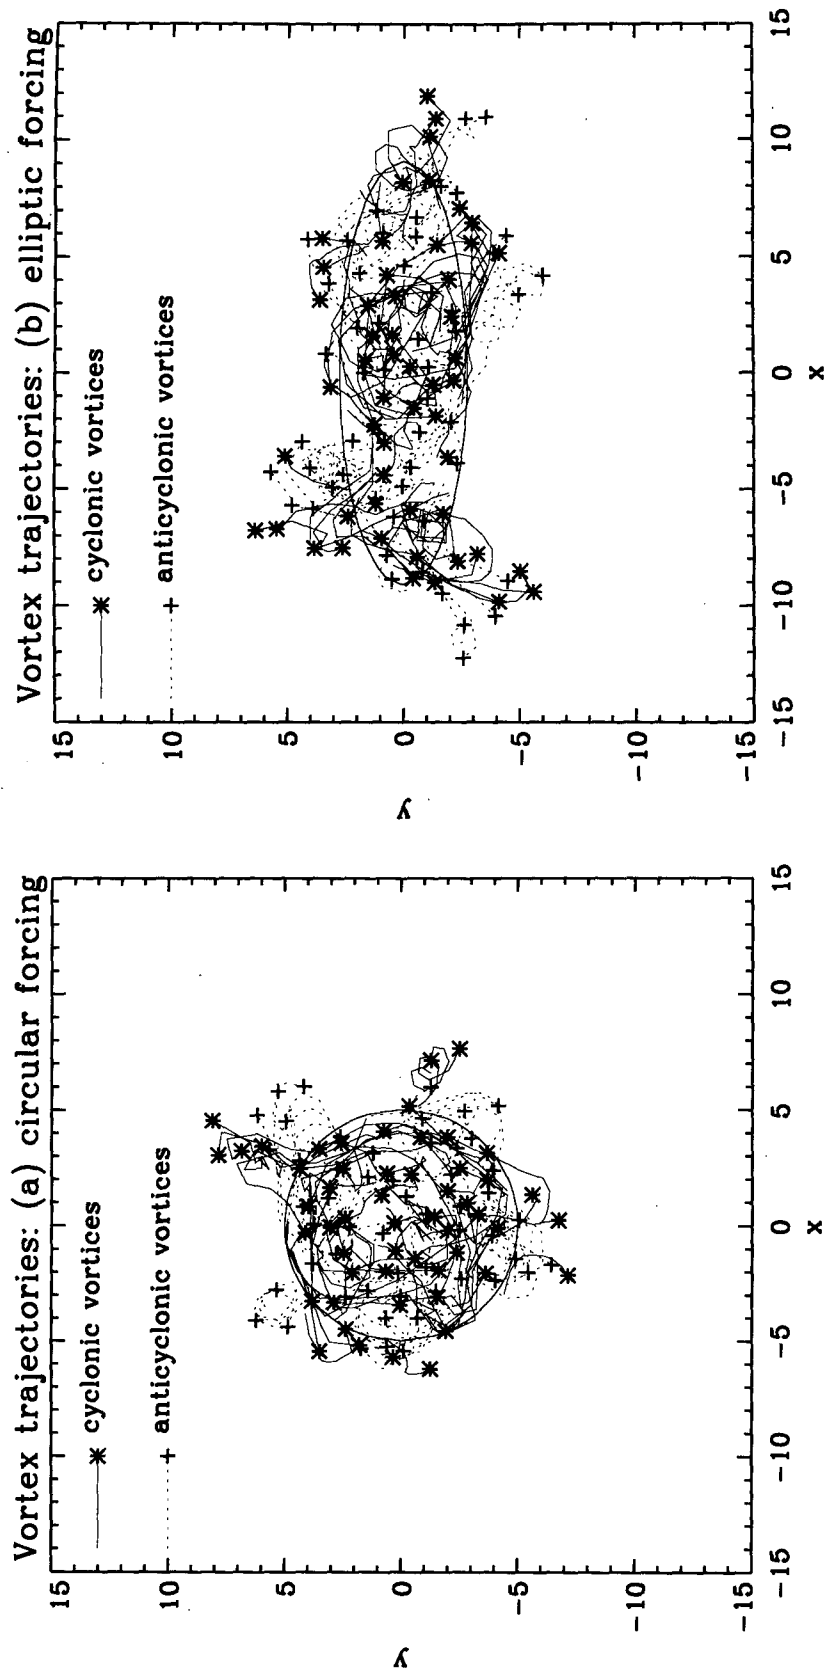 Vortex trajectories: (a) circular forcing
cyclonic vortices
anticyclonic vortices
15
10
5
0
−5
−10
−15
y
−15
−10
−5
0
5
10
15
x
Vortex trajectories: (b) elliptic forcing
cyclonic vortices
anticyclonic vortices
15
10
5
0
−5
−10
−15
y
−15
−10
−5
0
5
10
15
x